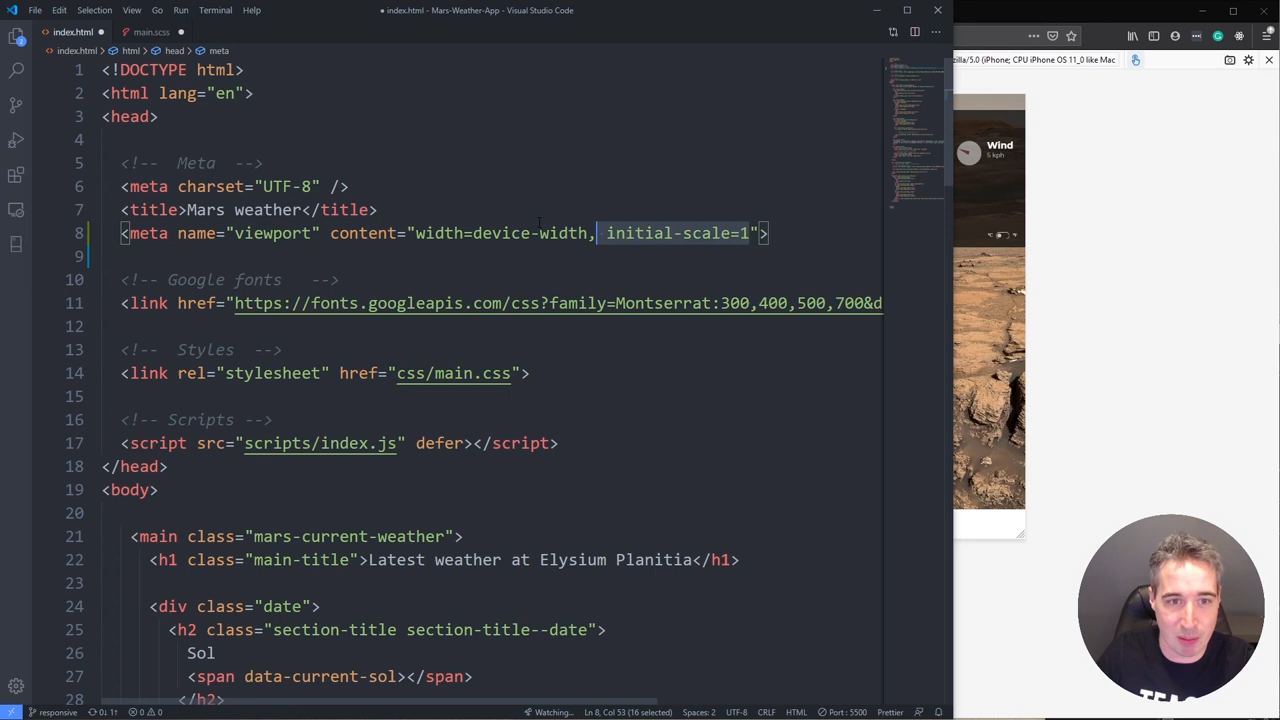 File Edit Selection View Go Run Terminal Help
● index.html - Mars-Weather-App - Visual Studio Code
index.html ● main.scss ●
index.html > html > head > meta
1 <!DOCTYPE html>
2 <html lang="en">
3 <head>
4
5 <!-- Meta -->
6 <meta charset="UTF-8" />
7 <title>Mars weather</title>
8 <meta name="viewport" content="width=device-width, initial-scale=1">
9
10 <!-- Google fonts -->
11 <link href="https://fonts.googleapis.com/css?family=Montserrat:300,400,500,700&d
12
13 <!-- Styles -->
14 <link rel="stylesheet" href="css/main.css">
15
16 <!-- Scripts -->
17 <script src="scripts/index.js" defer></script>
18 </head>
19 <body>
20
21 <main class="mars-current-weather">
22 <h1 class="main-title">Latest weather at Elysium Planitia</h1>
23
24 <div class="date">
25 <h2 class="section-title section-title--date">
26 Sol
27 <span data-current-sol></span>
28 </h2>
2
responsive 0↓ 1↑ 0 0 Watching... Ln 8, Col 53 (16 selected) Spaces: 2 UTF-8 CRLF HTML Port : 5500 Prettier
zilla/5.0 (iPhone; CPU iPhone OS 11_0 like Mac
Wind
5 kph
°C °F